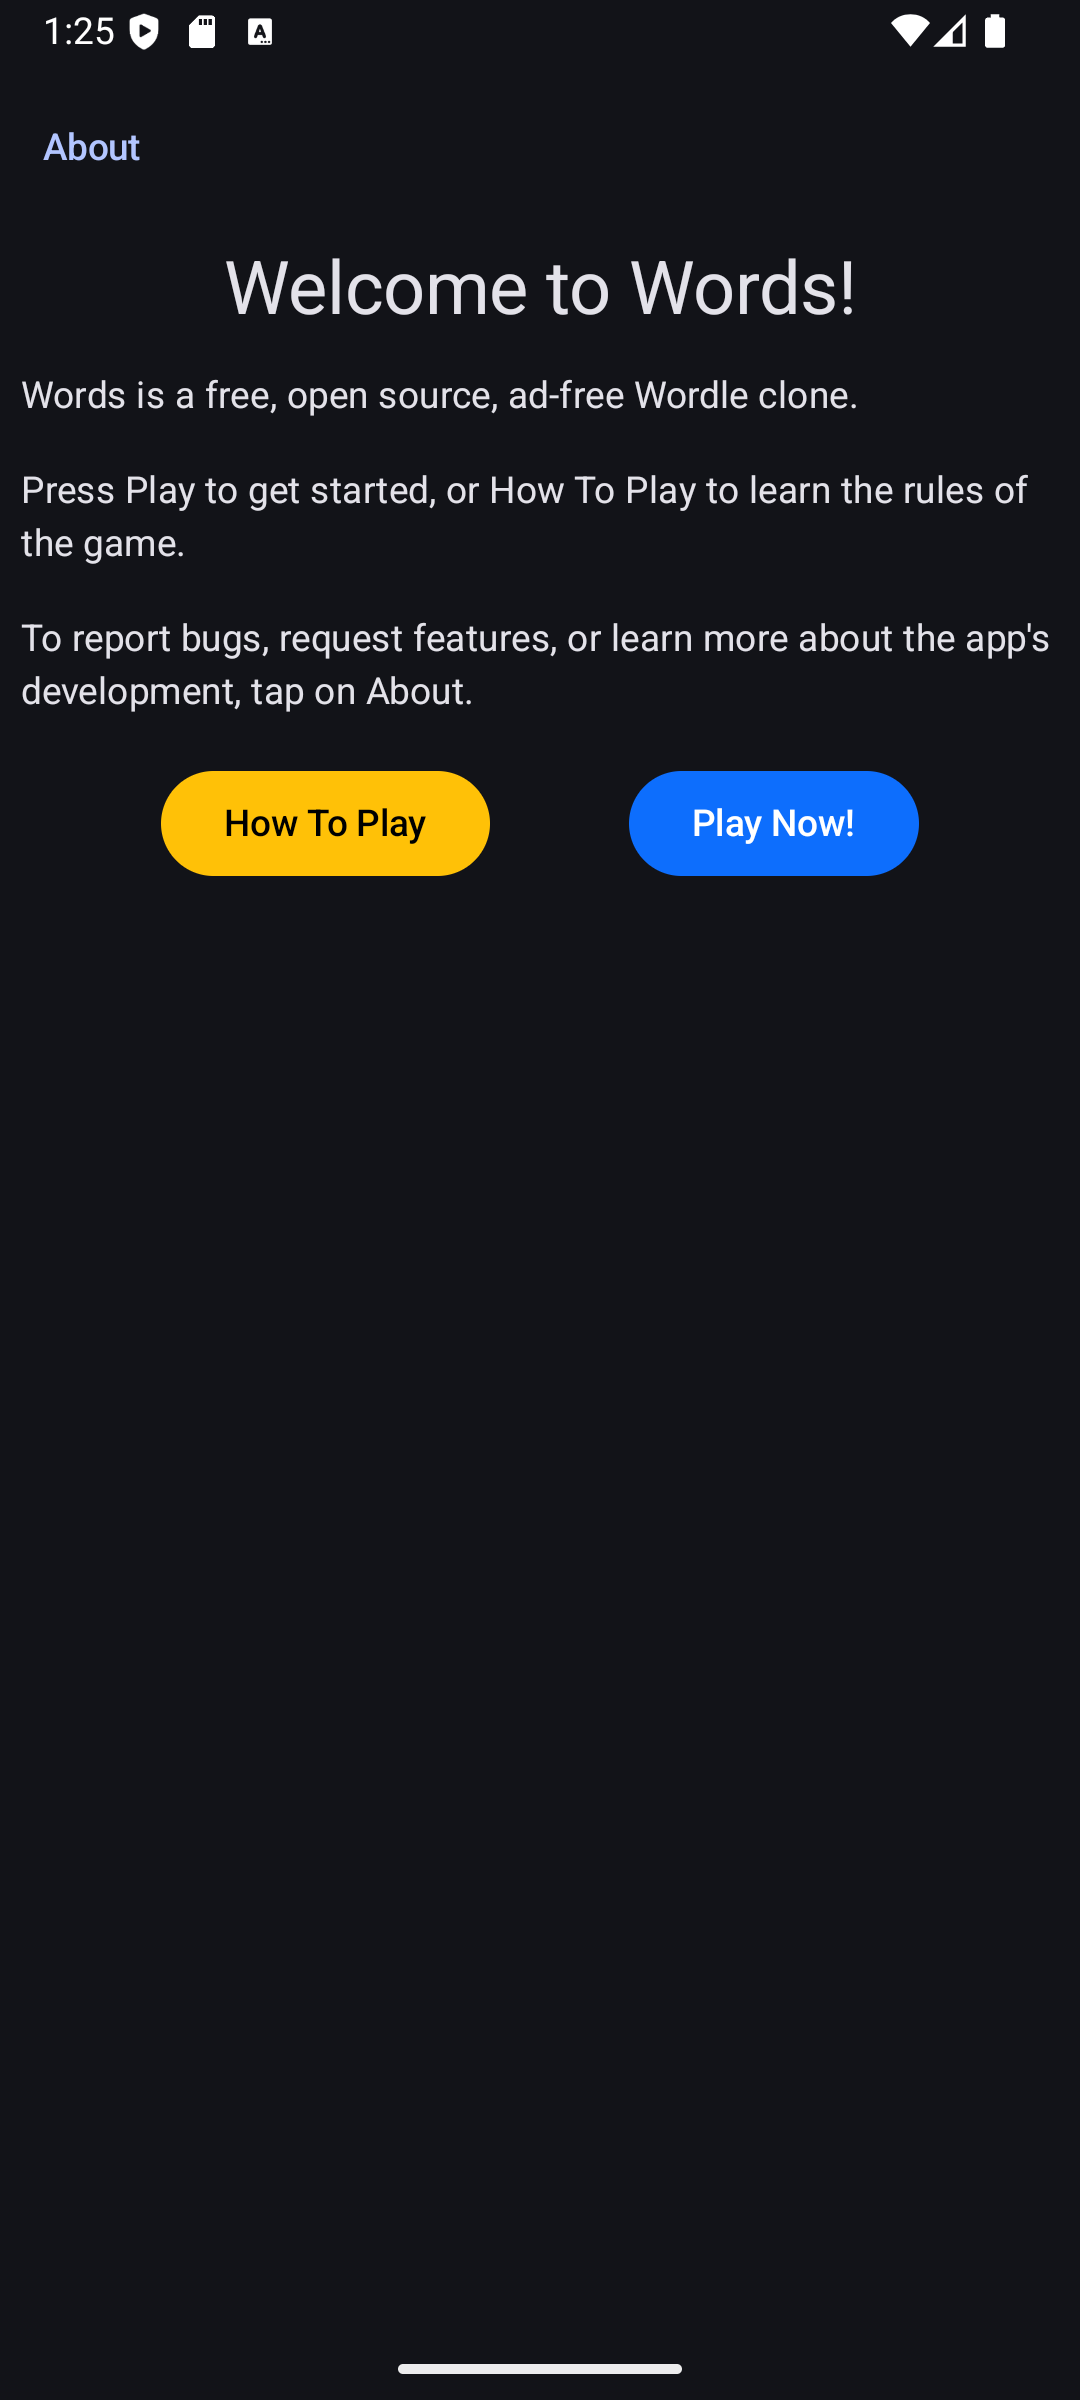 1:25
About
Welcome to Words!
Words is a free, open source, ad-free Wordle clone.
Press Play to get started, or How To Play to learn the rules of
the game.
To report bugs, request features, or learn more about the app's
development, tap on About.
How To Play
Play Now!